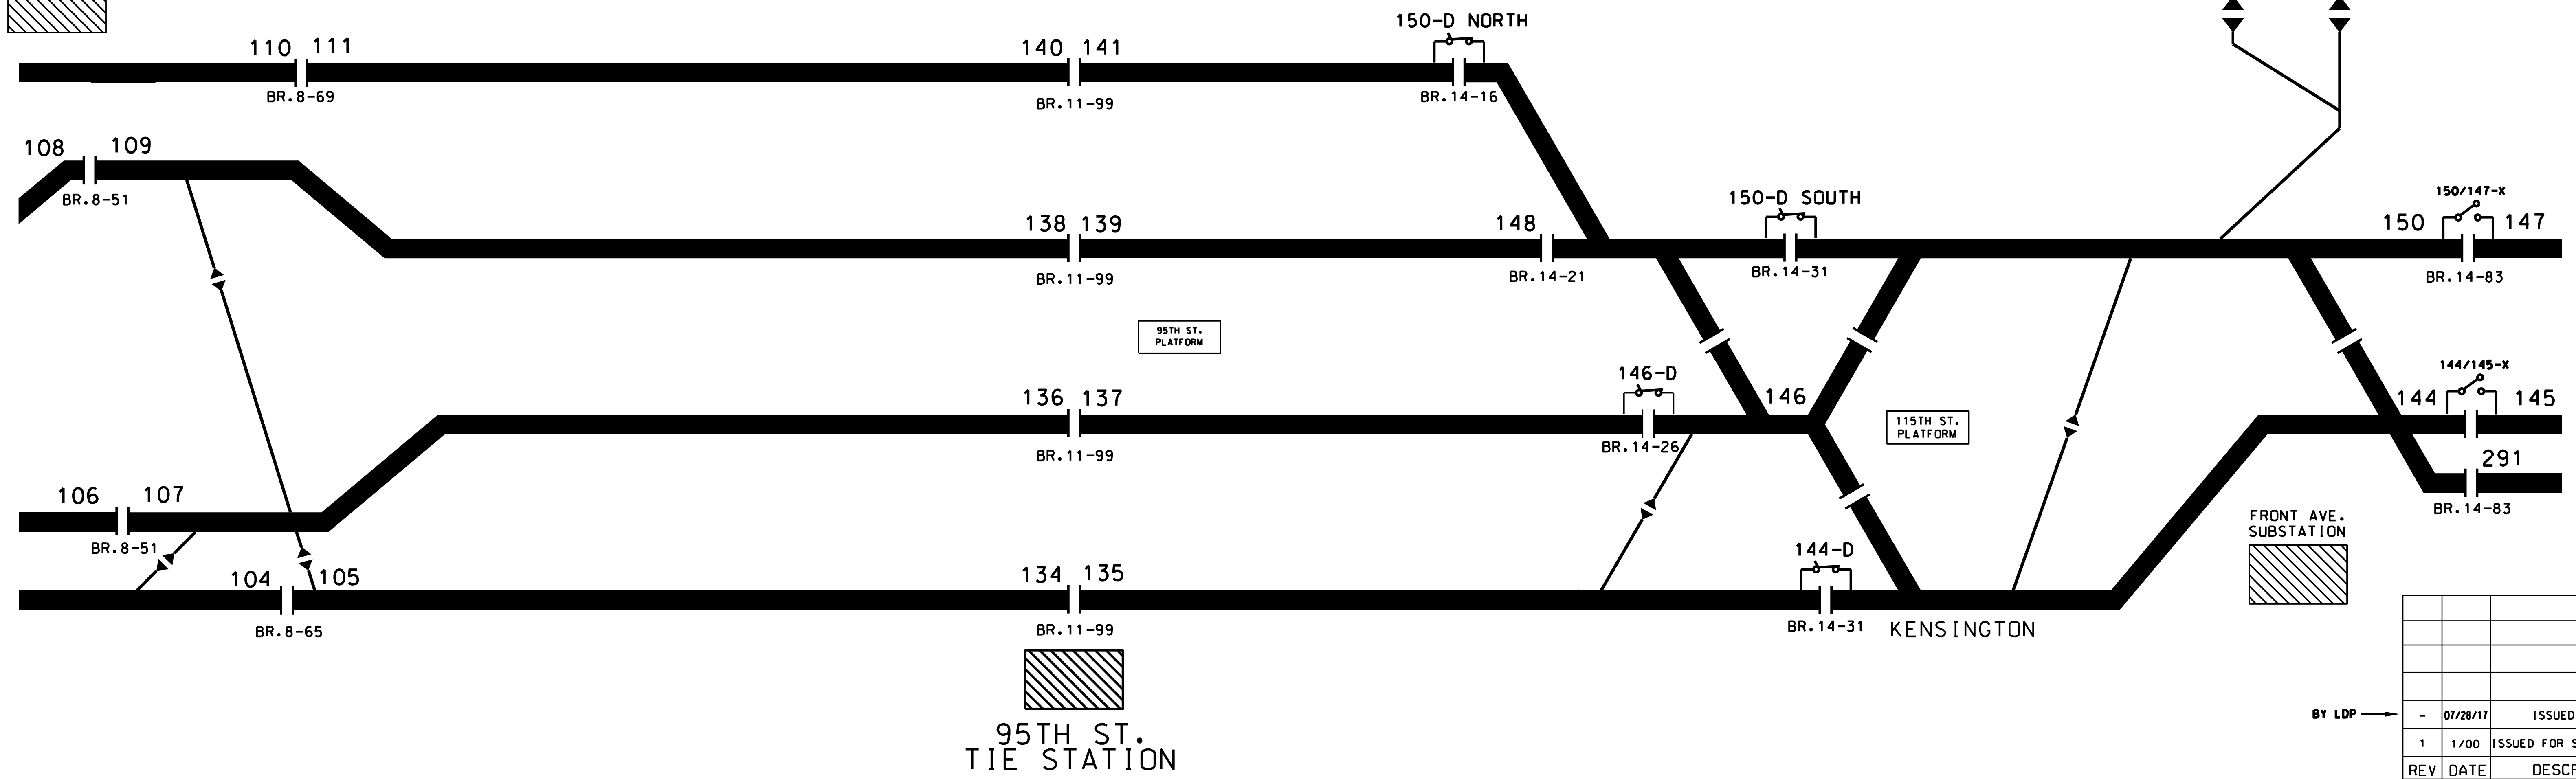 150-D NORTH
110 111
140 141
BR.8-69
BR.11-99
BR.14-16
108 109
BR.8-51
138 139
148
150-D SOUTH
150/147-X
150 147
BR.11-99
BR.14-21
BR.14-31
BR.14-83
95TH ST.
PLATFORM
136 137
146-D
146
144/145-X
144 145
BR.11-99
BR.14-26
115TH ST.
PLATFORM
291
BR.14-83
106 107
BR.8-51
FRONT AVE.
SUBSTATION
104 105
134 135
144-D
BR.8-65
BR.11-99
BR.14-31
KENSINGTON
95TH ST.
TIE STATION
BY LDP
- 07/28/17 ISSUED
1 1/00 ISSUED FOR S
REV DATE DESCR